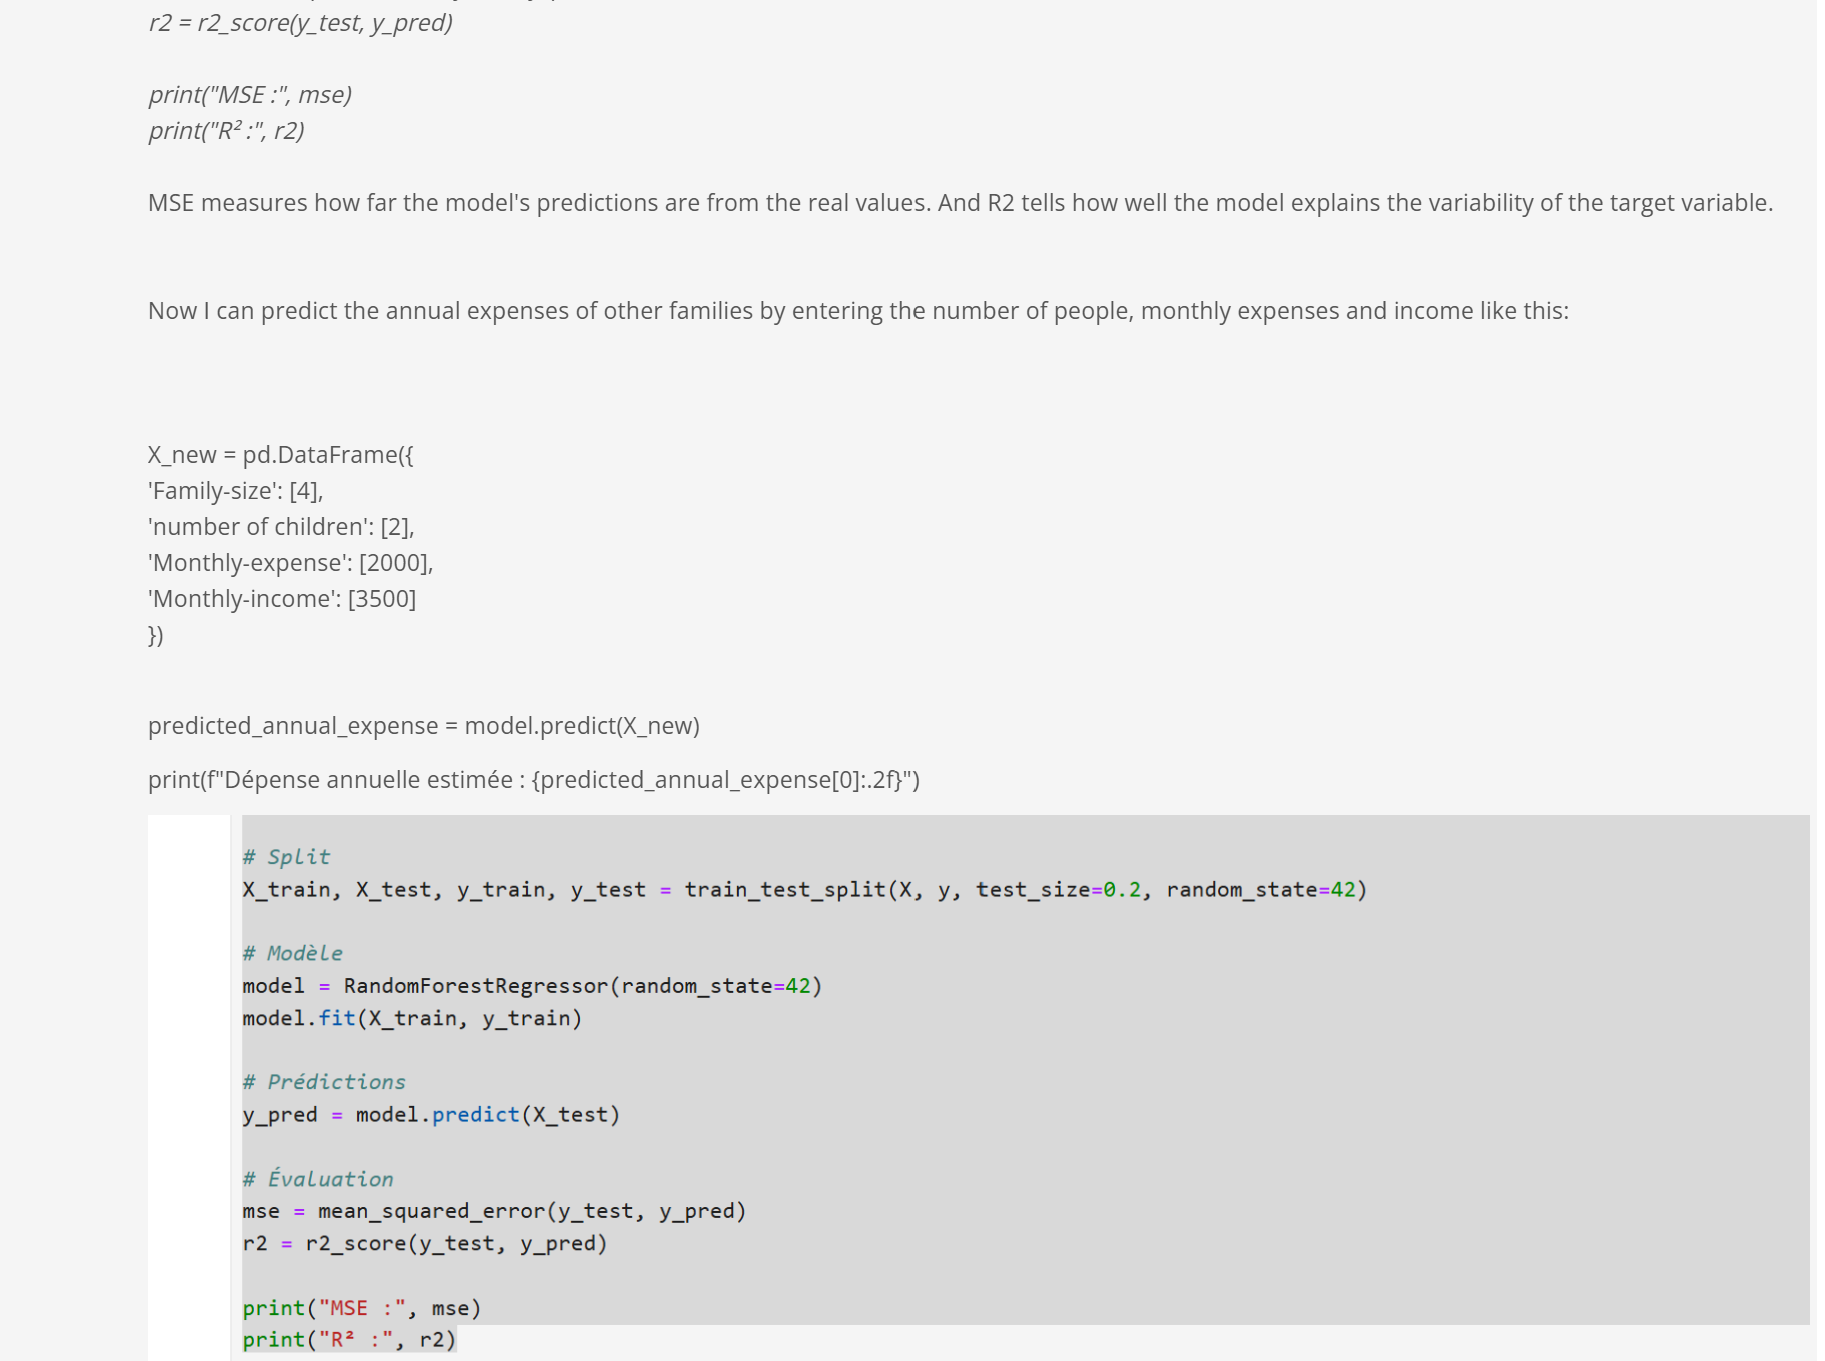 r2 = r2_score(y_test, y_pred)
print("MSE :", mse)
print("R² :", r2)
MSE measures how far the model's predictions are from the real values. And R2 tells how well the model explains the variability of the target variable.
Now I can predict the annual expenses of other families by entering the number of people, monthly expenses and income like this:
X_new = pd.DataFrame({
'Family-size': [4],
'number of children': [2],
'Monthly-expense': [2000],
'Monthly-income': [3500]
})
predicted_annual_expense = model.predict(X_new)
print(f"Dépense annuelle estimée : {predicted_annual_expense[0]:.2f}")
# Split
X_train, X_test, y_train, y_test = train_test_split(X, y, test_size=0.2, random_state=42)
# Modèle
model = RandomForestRegressor(random_state=42)
model.fit(X_train, y_train)
# Prédictions
y_pred = model.predict(X_test)
# Évaluation
mse = mean_squared_error(y_test, y_pred)
r2 = r2_score(y_test, y_pred)
print("MSE :", mse)
print("R² :", r2)